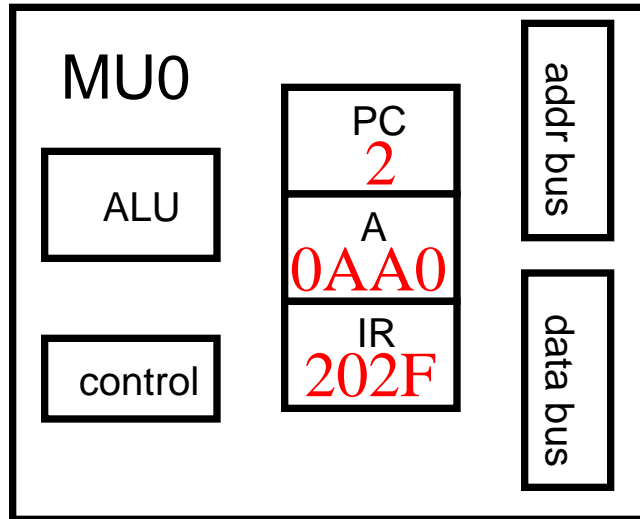 MU0
PC
2
ALU
A
0AA0
control
IR
202F
addr bus
data bus